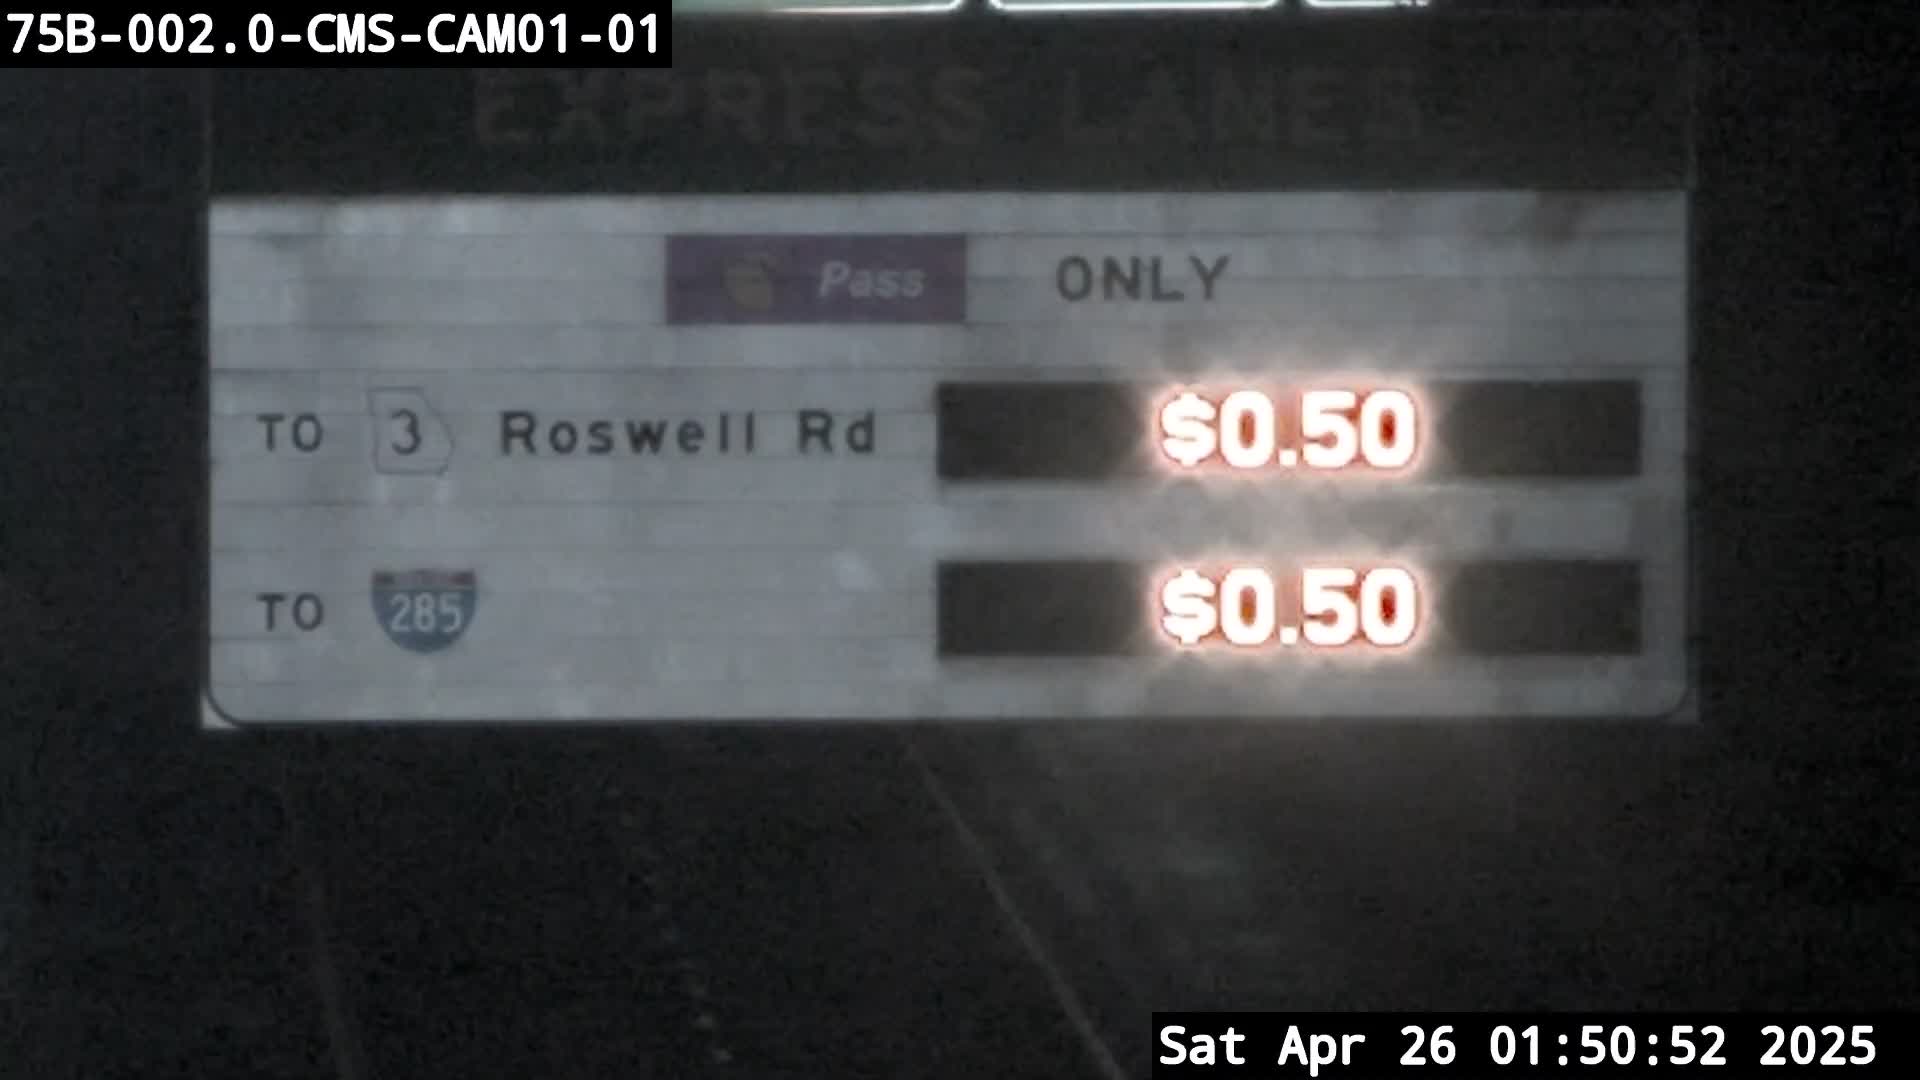 75B-002.0-CMS-CAM01-01
EXPRESS LANES
Pass ONLY
TO 3 Roswell Rd $0.50
TO 285 $0.50
Sat Apr 26 01:50:52 2025